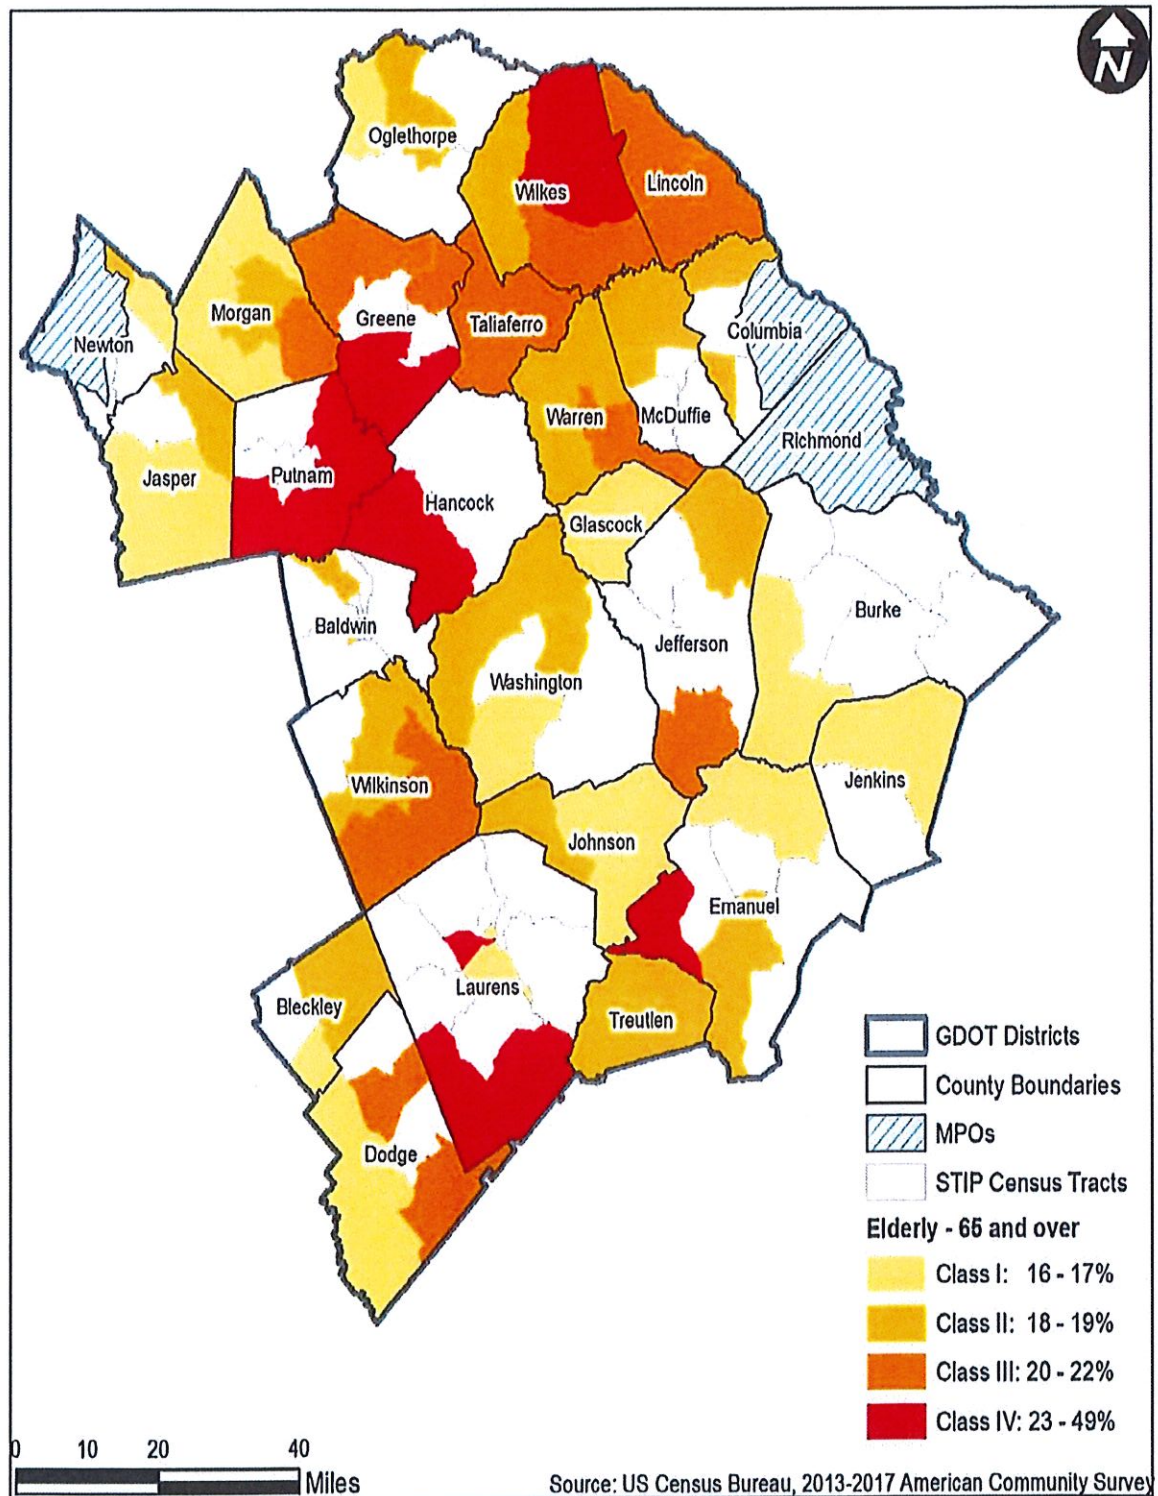 N
Oglethorpe
Wilkes
Lincoln
Morgan
Greene
Taliaferro
Newton
Columbia
Warren
McDuffie
Richmond
Jasper
Putnam
Hancock
Glascock
Baldwin
Burke
Jefferson
Washington
Wilkinson
Jenkins
Johnson
Emanuel
Laurens
Bleckley
Treutlen
Dodge
GDOT Districts
County Boundaries
MPOs
STIP Census Tracts
Elderly - 65 and over
Class I: 16 - 17%
Class II: 18 - 19%
Class III: 20 - 22%
Class IV: 23 - 49%
0 10 20 40
Miles
Source: US Census Bureau, 2013-2017 American Community Survey